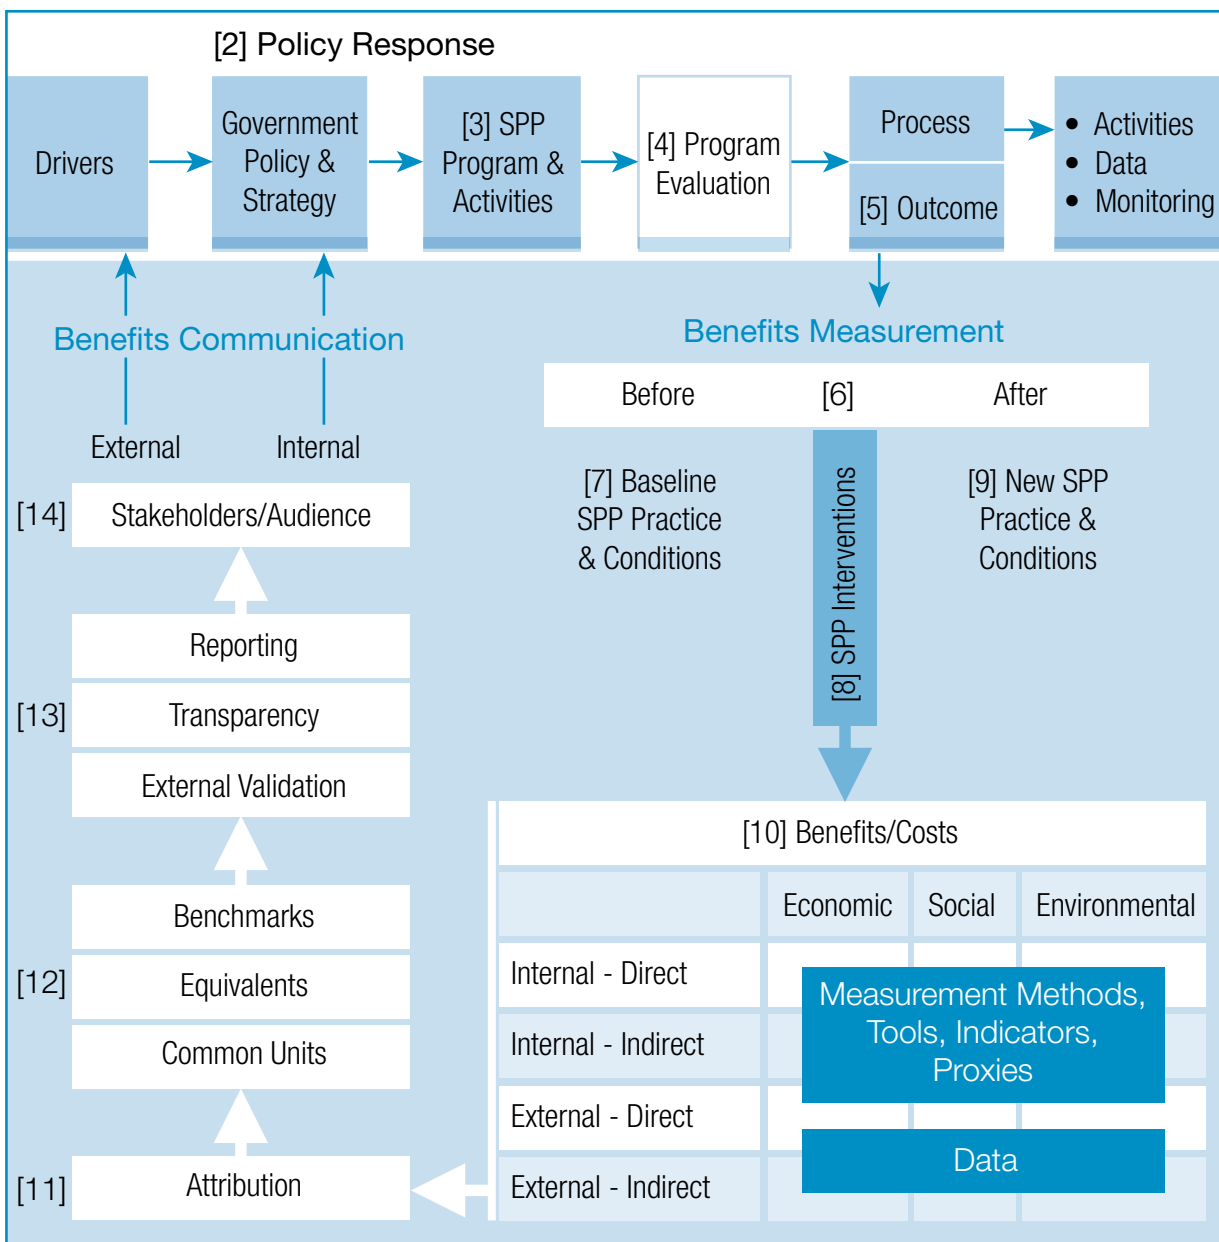 [2] Policy Response
Drivers
Government
Policy &
Strategy
[3] SPP
Program &
Activities
[4] Program
Evaluation
Process
[5] Outcome
• Activities
• Data
• Monitoring
Benefits Communication
External
Internal
[14]
Stakeholders/Audience
Reporting
[13]
Transparency
External Validation
Benchmarks
[12]
Equivalents
Common Units
[11]
Attribution
Benefits Measurement
Before
[6]
After
[7] Baseline
SPP Practice
& Conditions
[8] SPP Interventions
[9] New SPP
Practice &
Conditions
[10] Benefits/Costs
Economic
Social
Environmental
Internal - Direct
Internal - Indirect
External - Direct
External - Indirect
Measurement Methods,
Tools, Indicators,
Proxies
Data